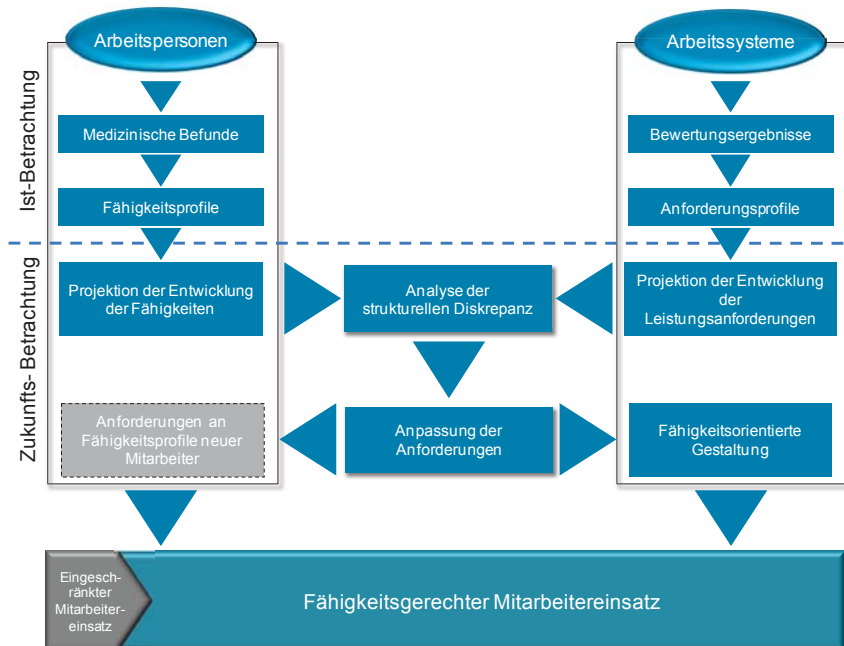 Arbeitspersonen
Arbeitssysteme
Ist-Betrachtung
Medizinische Befunde
Bewertungsergebnisse
Fähigkeitsprofile
Anforderungsprofile
Zukunfts- Betrachtung
Projektion der Entwicklung
der Fähigkeiten
Analyse der
strukturellen Diskrepanz
Projektion der Entwicklung
der
Leistungsanforderungen
Anforderungen an
Fähigkeitsprofile neuer
Mitarbeiter
Anpassung der
Anforderungen
Fähigkeitsorientierte
Gestaltung
Eingesch-
ränkter
Mitarbeiter-
einsatz
Fähigkeitsgerechter Mitarbeitereinsatz